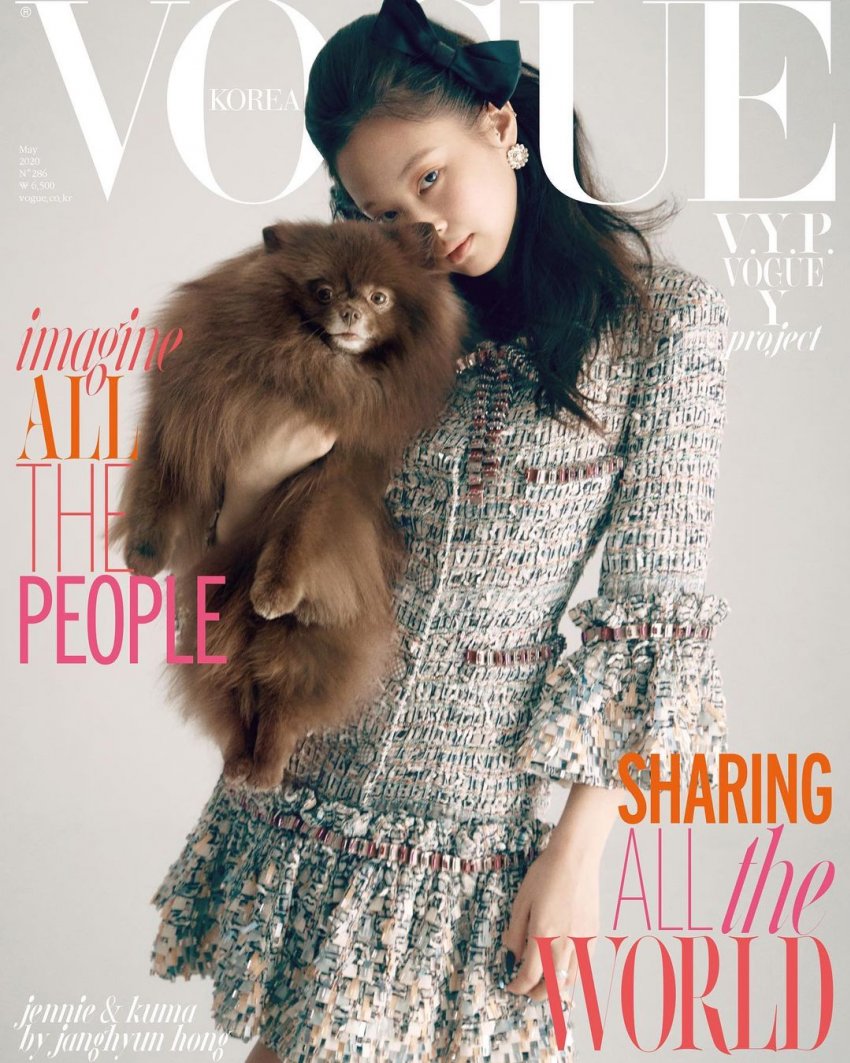 ®
VOGUE
KOREA
May
2020
N° 286
₩ 6,500
vogue.co.kr
V.Y.P.
VOGUE
Y
project
imagine
ALL
THE
PEOPLE
SHARING
ALL the
WORLD
jennie & kuma
by janghyun hong